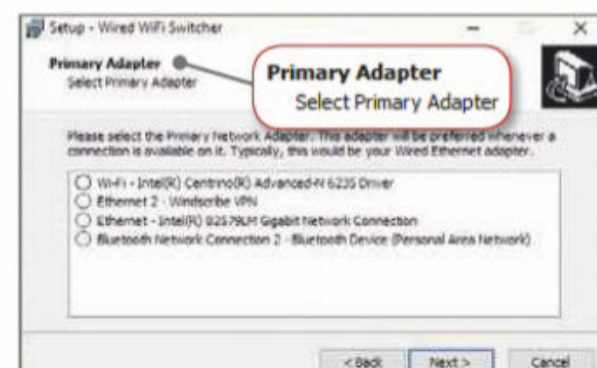 Setup - Wired WiFi Switcher
Primary Adapter
Select Primary Adapter
Primary Adapter
Select Primary Adapter
Please select the Primary Network Adapter. This adapter will be preferred whenever a
connection is available on it. Typically, this would be your Wired Ethernet adapter.
Wi-Fi - Intel(R) Centrino(R) Advanced-N 6235 Driver
Ethernet 2 - Windscribe VPN
Ethernet - Intel(R) 82579LM Gigabit Network Connection
Bluetooth Network Connection 2 - Bluetooth Device (Personal Area Network)
< Back
Next >
Cancel